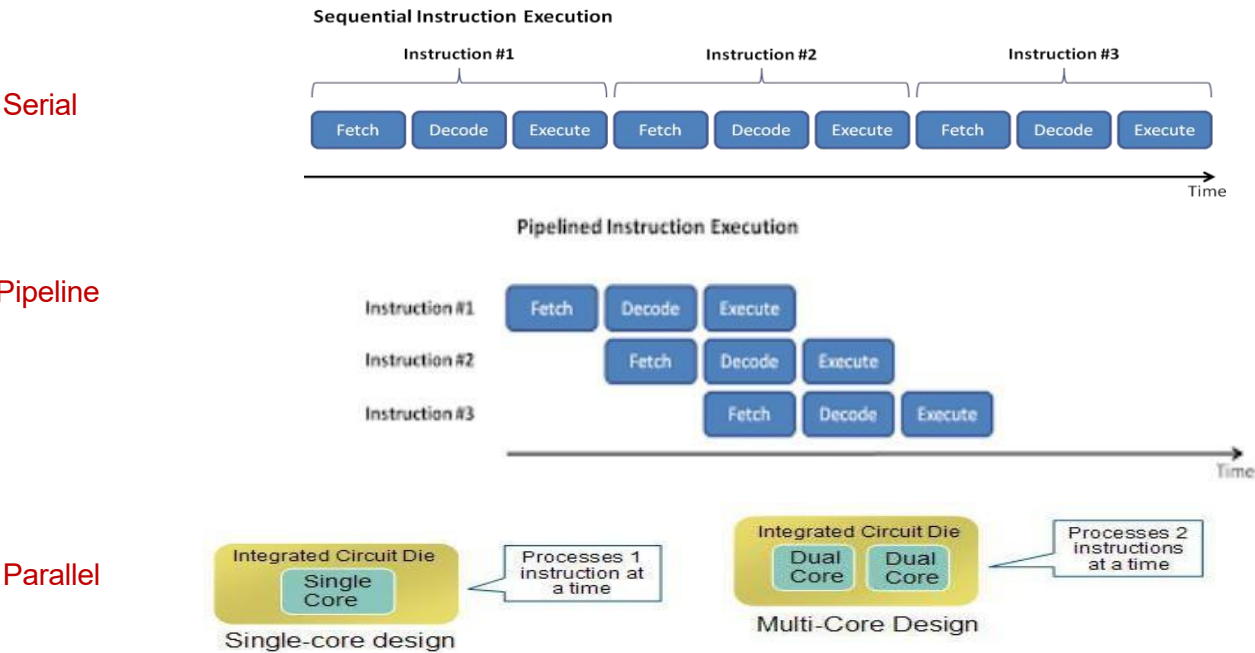 Sequential Instruction Execution
Instruction #1 Instruction #2 Instruction #3
Serial
Fetch Decode Execute Fetch Decode Execute Fetch Decode Execute
Time
Pipelined Instruction Execution
Pipeline
Instruction #1 Fetch Decode Execute
Instruction #2 Fetch Decode Execute
Instruction #3 Fetch Decode Execute
Time
Parallel
Integrated Circuit Die
Single
Core
Processes 1
instruction at
a time
Single-core design
Integrated Circuit Die
Dual
Core
Dual
Core
Processes 2
instructions
at a time
Multi-Core Design